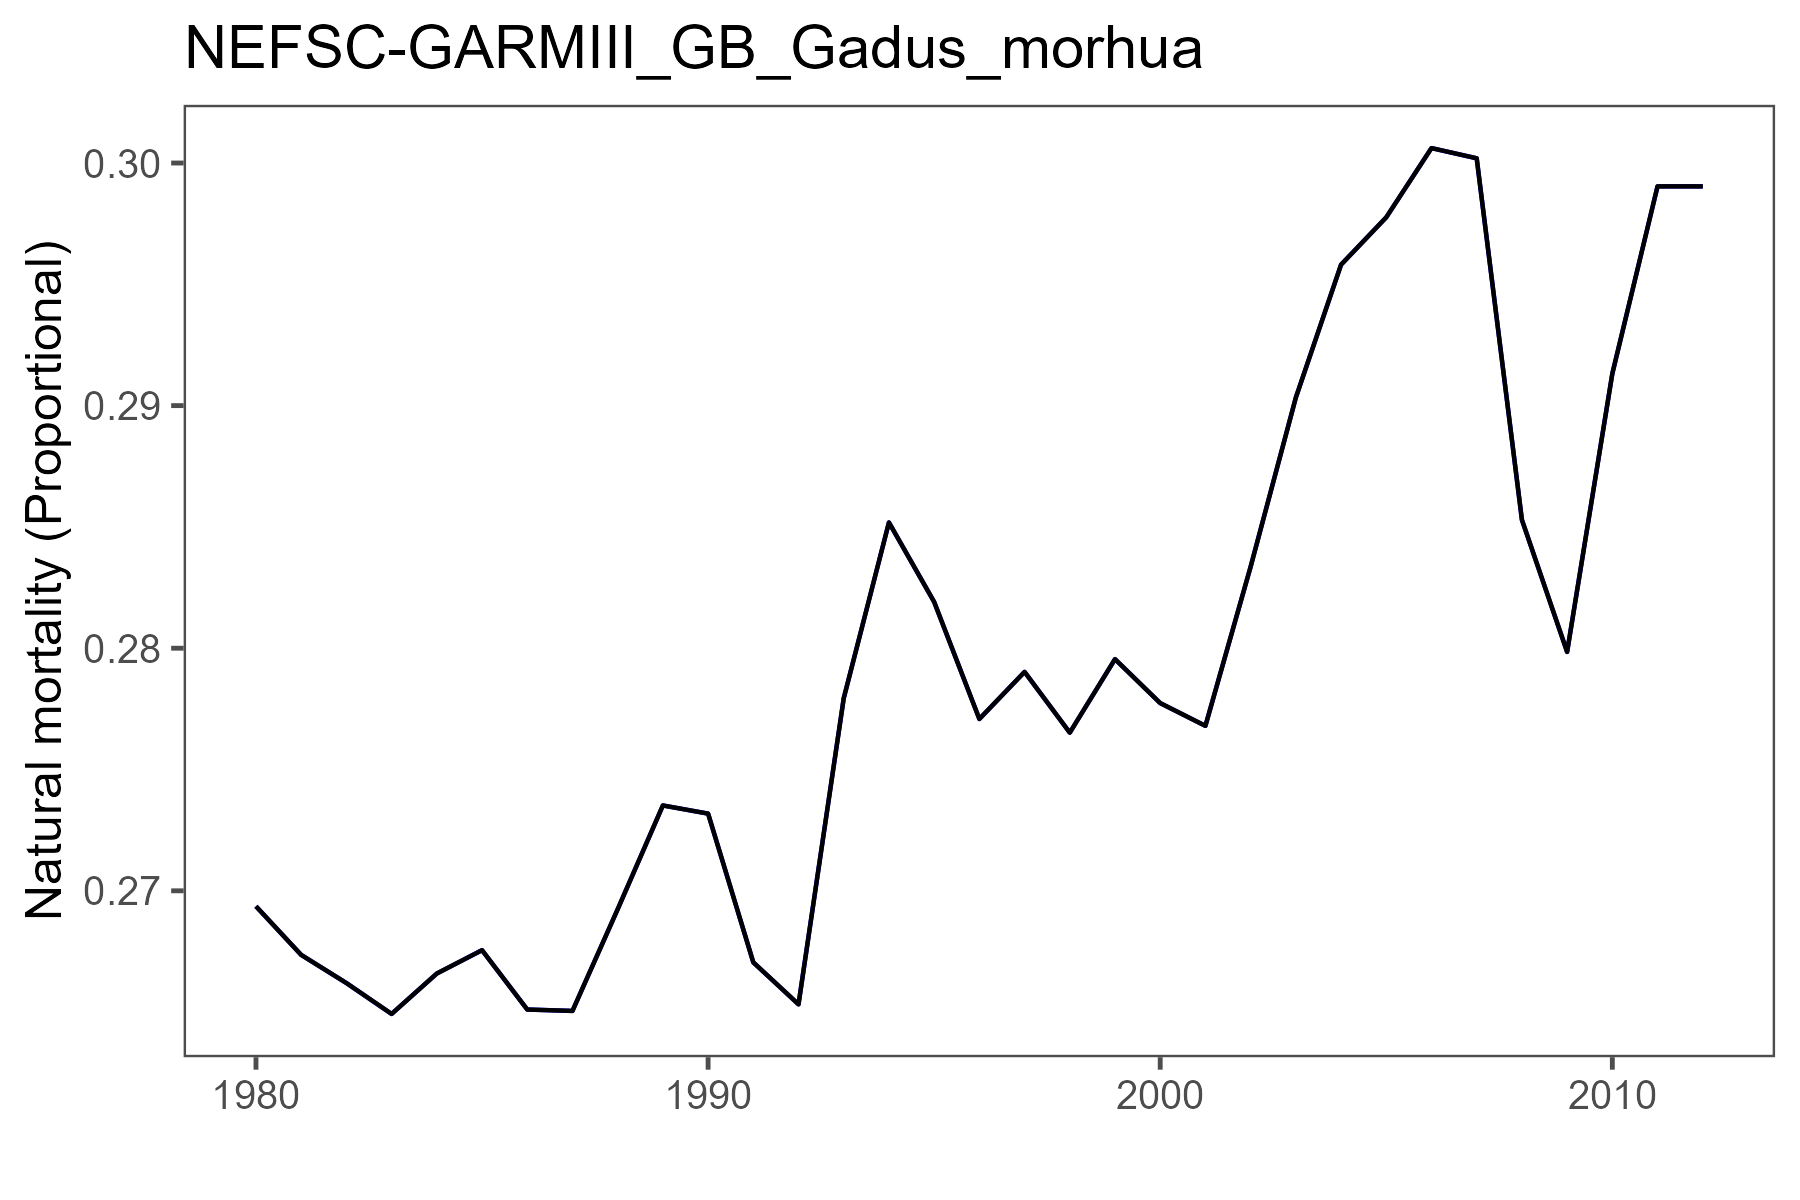 NEFSC-GARMIII_GB_Gadus_morhua
Natural mortality (Proportional)
0.30
0.29
0.28
0.27
1980 1990 2000 2010